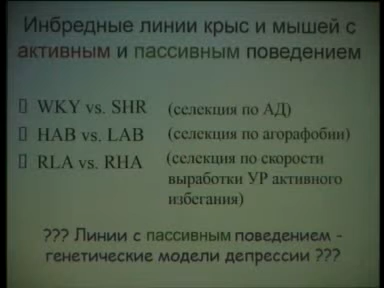 Инбредные линии крыс и мышей с
активным и пассивным поведением
WKY vs. SHR (селекция по АД)
HAB vs. LAB (селекция по агорафобии)
RLA vs. RHA (селекция по скорости
выработки УР активного
избегания)
??? Линии с пассивным поведением -
генетические модели депрессии ???